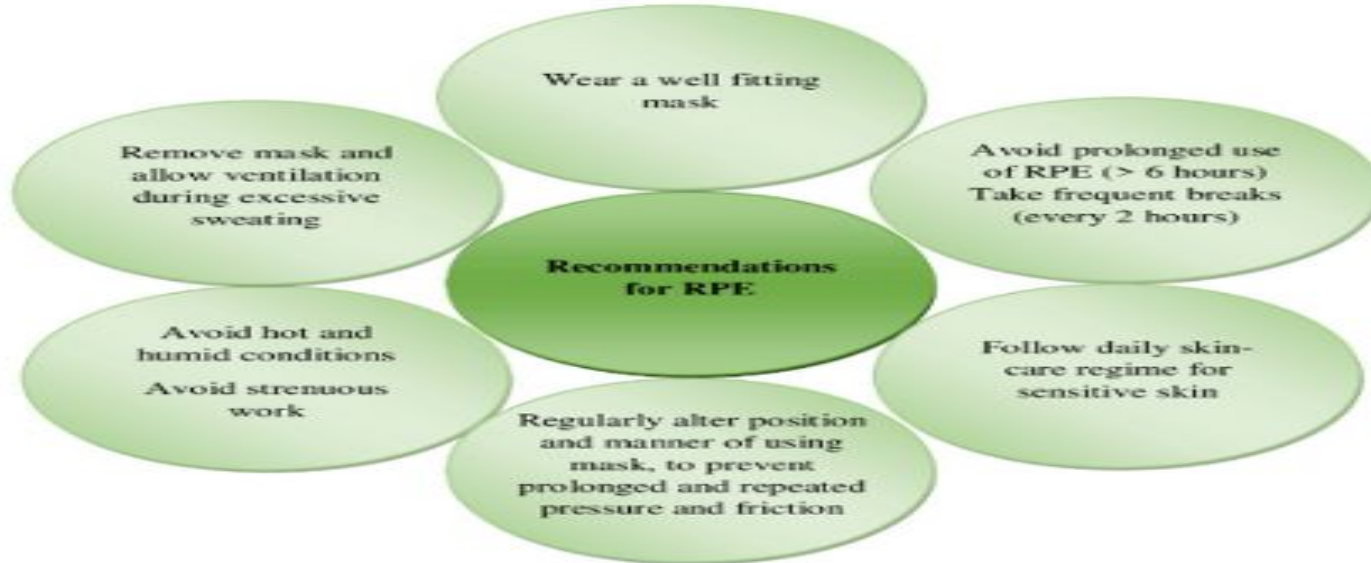 Wear a well fitting
mask
Avoid prolonged use
of RPE (> 6 hours)
Take frequent breaks
(every 2 hours)
Follow daily skin-
care regime for
sensitive skin
Regularly alter position
and manner of using
mask, to prevent
prolonged and repeated
pressure and friction
Avoid hot and
humid conditions
Avoid strenuous
work
Remove mask and
allow ventilation
during excessive
sweating
Recommendations
for RPE